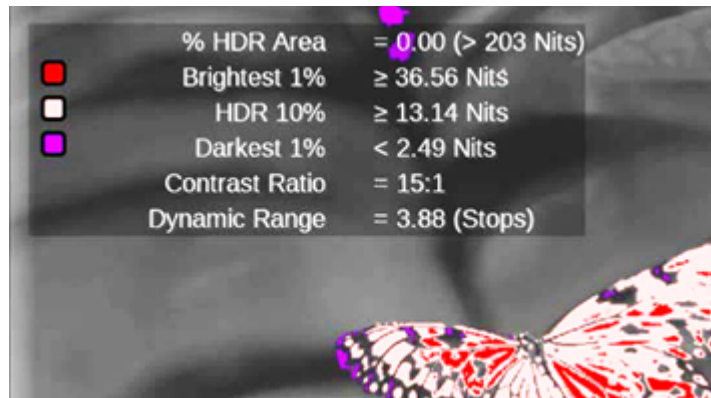 % HDR Area = 0.00 (> 203 Nits)
Brightest 1% ≥ 36.56 Nits
HDR 10% ≥ 13.14 Nits
Darkest 1% < 2.49 Nits
Contrast Ratio = 15:1
Dynamic Range = 3.88 (Stops)